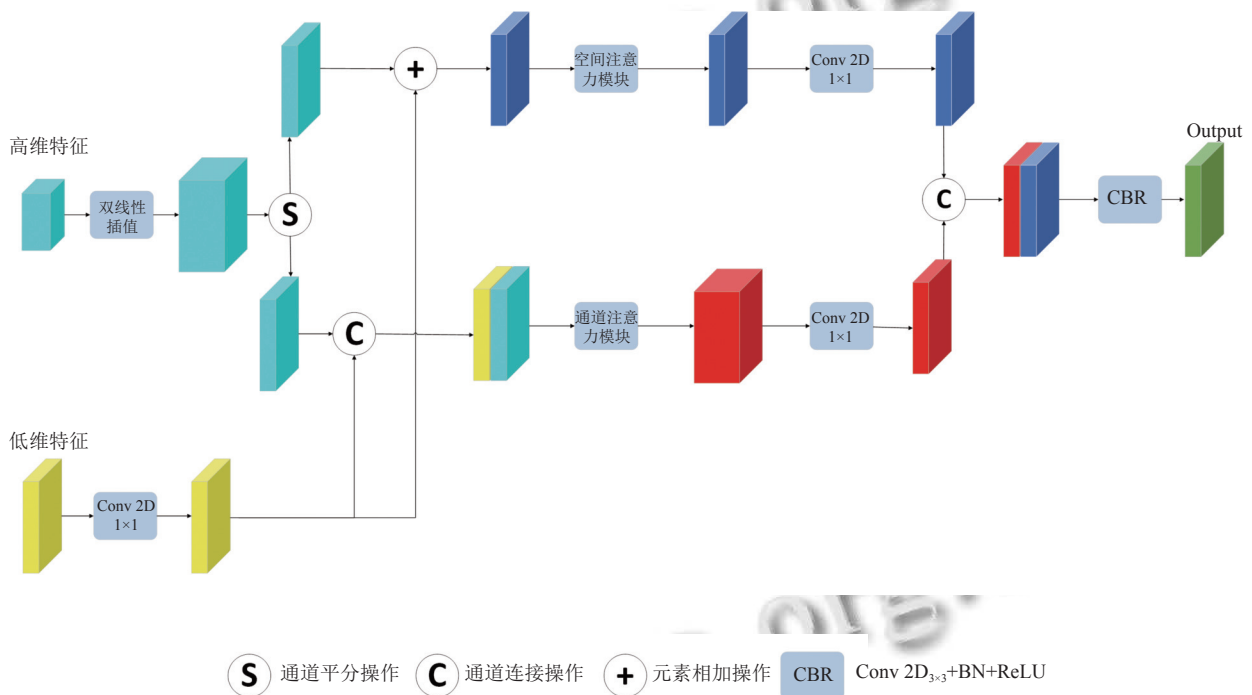 空间注意
力模块
Conv 2D
1×1
+
高维特征
双线性
插值
S
Output
C
CBR
C
通道注意
力模块
Conv 2D
1×1
低维特征
Conv 2D
1×1
S 通道平分操作 C 通道连接操作 + 元素相加操作 CBR Conv 2D3×3+BN+ReLU